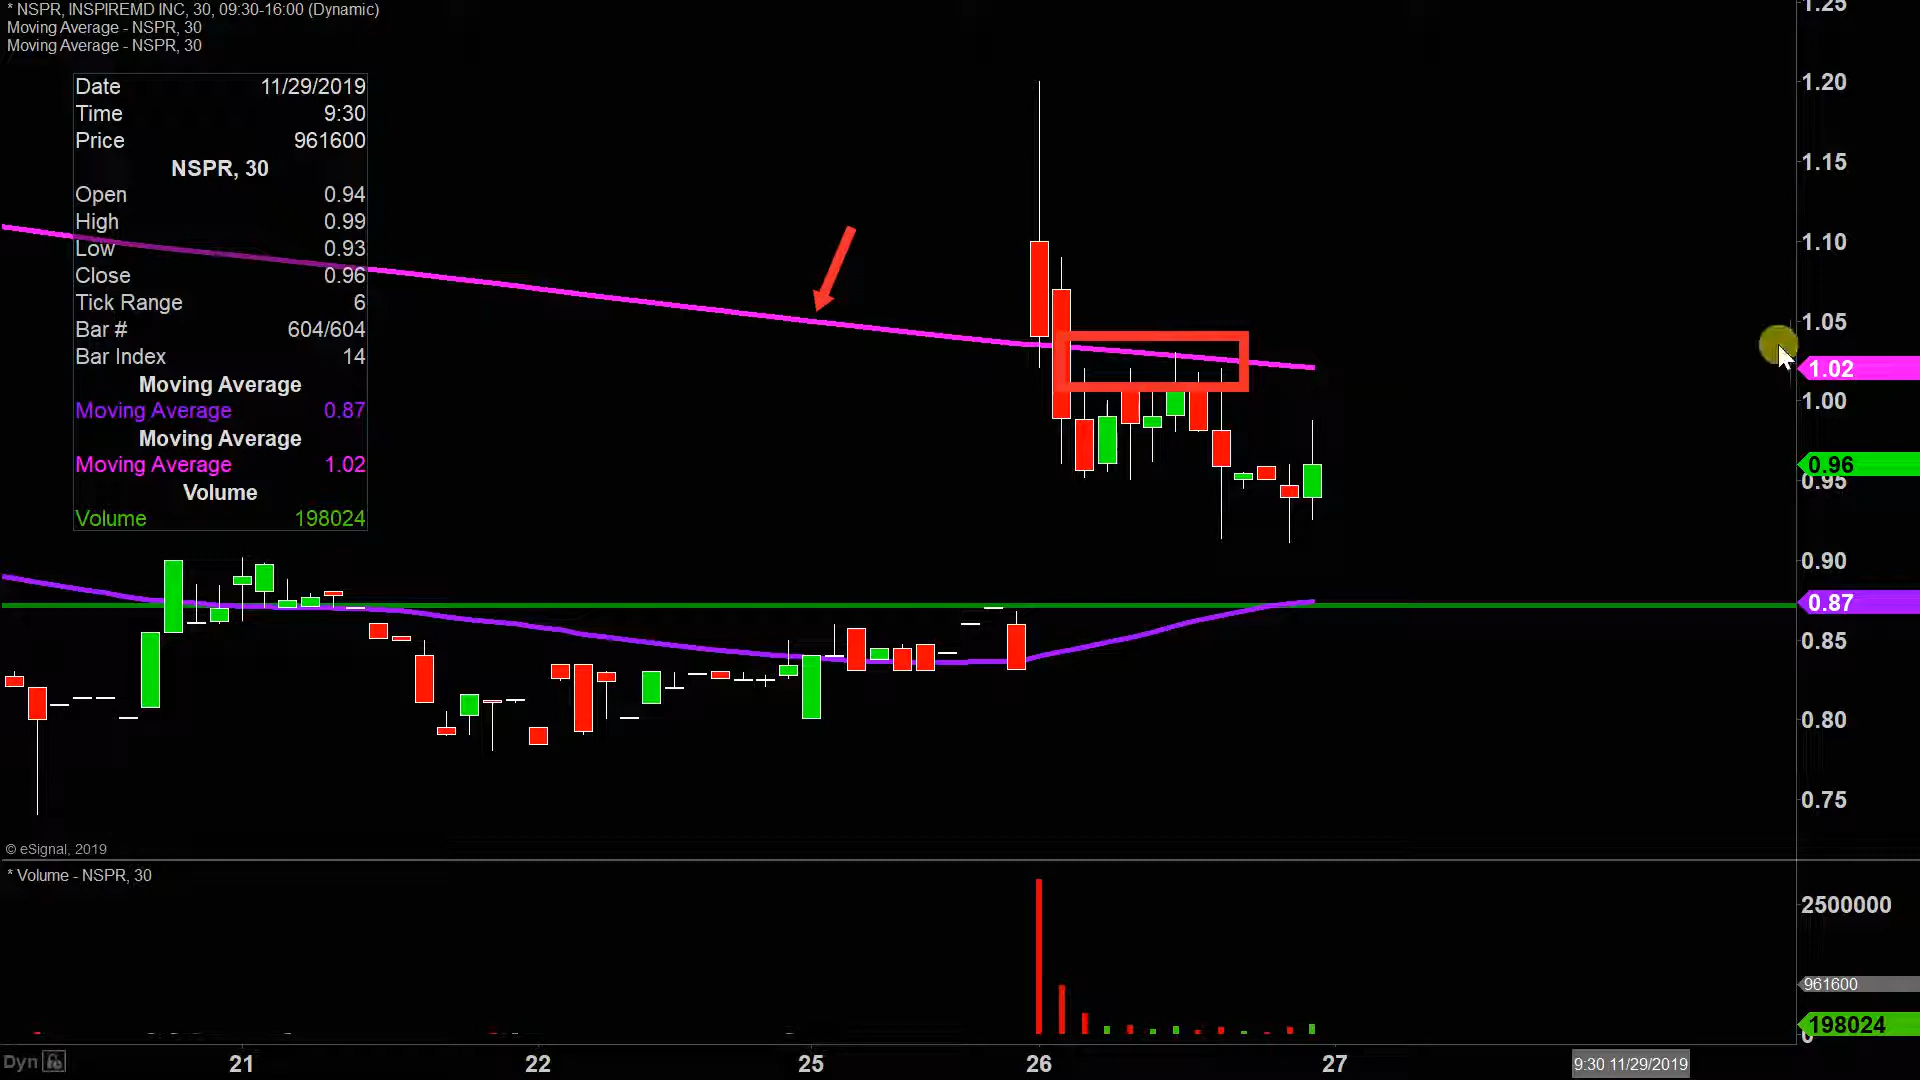 * NSPR, INSPIREMD INC, 30, 09:30-16:00 (Dynamic)
Moving Average - NSPR, 30
Moving Average - NSPR, 30
Date 11/29/2019
Time 9:30
Price 961600
NSPR, 30
Open 0.94
High 0.99
Low 0.93
Close 0.96
Tick Range 6
Bar # 604/604
Bar Index 14
Moving Average
Moving Average 0.87
Moving Average
Moving Average 1.02
Volume
Volume 198024
1.25
1.20
1.15
1.10
1.05
1.02
1.00
0.96
0.95
0.90
0.87
0.85
0.80
0.75
© eSignal, 2019
* Volume - NSPR, 30
2500000
961600
198024
0
Dyn
21 22 25 26 27 9:30 11/29/2019